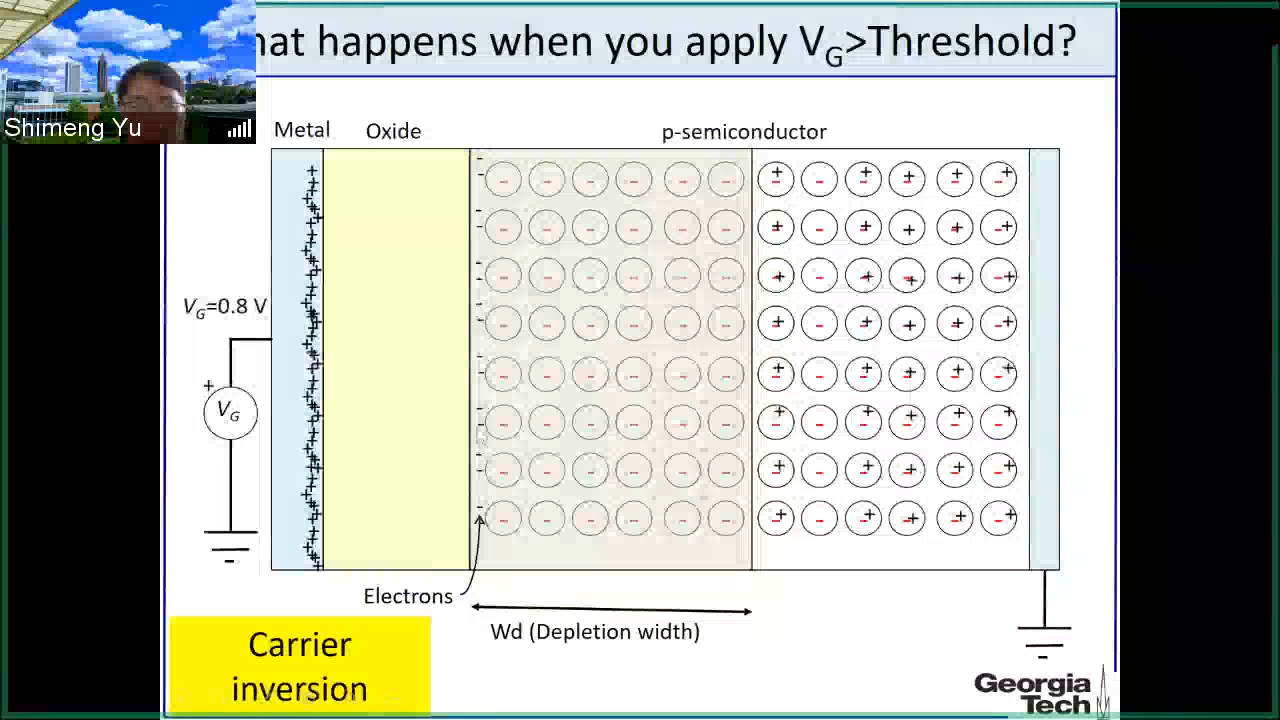 hat happens when you apply VG>Threshold?
Shimeng Yu
Metal
Oxide
p-semiconductor
VG=0.8 V
+
VG
Electrons
Wd (Depletion width)
Carrier
inversion
Georgia
Tech